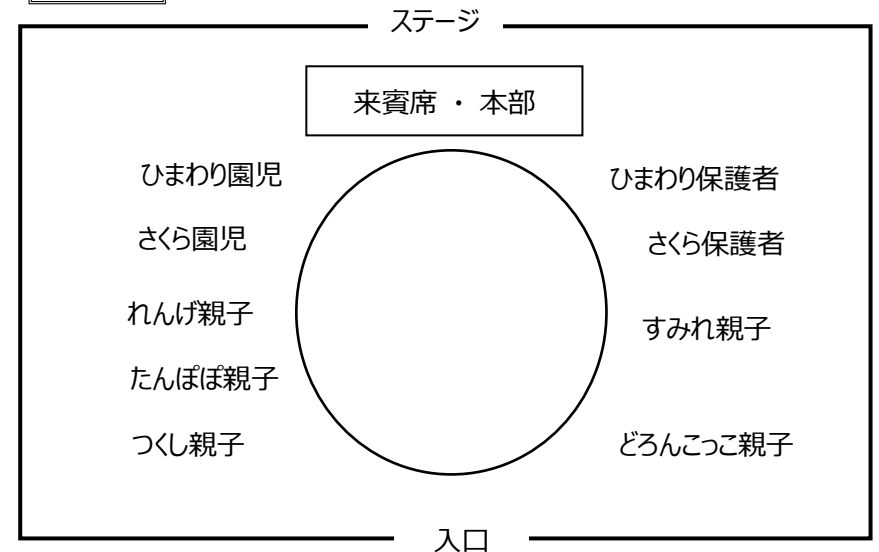 ステージ
来賓席 ・ 本部
ひまわり園児
ひまわり保護者
さくら園児
さくら保護者
れんげ親子
すみれ親子
たんぽぽ親子
つくし親子
どろんこっこ親子
入口